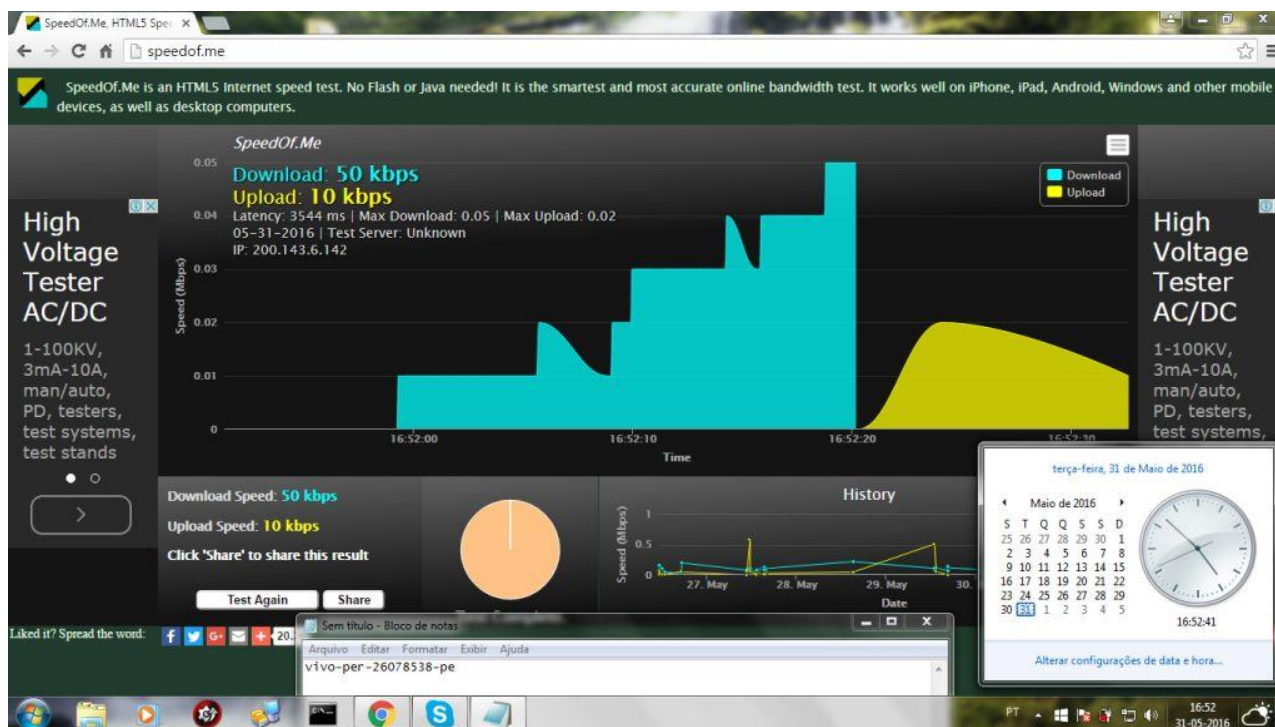 SpeedOf.Me, HTML5 Spee
speedof.me
SpeedOf.Me is an HTML5 Internet speed test. No Flash or Java needed! It is the smartest and most accurate online bandwidth test. It works well on iPhone, iPad, Android, Windows and other mobile
devices, as well as desktop computers.
High
Voltage
Tester
AC/DC
1-100KV,
3mA-10A,
man/auto,
PD, testers,
test systems,
test stands
SpeedOf.Me
Download: 50 kbps
Upload: 10 kbps
Latency: 3544 ms | Max Download: 0.05 | Max Upload: 0.02
05-31-2016 | Test Server: Unknown
IP: 200.143.6.142
Download
Upload
0.05
0.04
0.03
0.02
0.01
0
Speed (Mbps)
16:52:00
16:52:10
16:52:20
16:52:30
Time
High
Voltage
Tester
AC/DC
1-100KV,
3mA-10A,
man/auto,
PD, testers,
test systems,
Download Speed: 50 kbps
Upload Speed: 10 kbps
Click 'Share' to share this result
Test Again
Share
History
Speed (Mbps)
1
0.5
0
27. May
28. May
29. May
30.
Date
Liked it? Spread the word:
20.
Sem título - Bloco de notas
Arquivo Editar Formatar Exibir Ajuda
vivo-per-26078538-pe
terça-feira, 31 de Maio de 2016
Maio de 2016
S T Q Q S S D
25 26 27 28 29 30 1
2 3 4 5 6 7 8
9 10 11 12 13 14 15
16 17 18 19 20 21 22
23 24 25 26 27 28 29
30 31 1 2 3 4 5
16:52:41
Alterar configurações de data e hora...
PT
16:52
31-05-2016